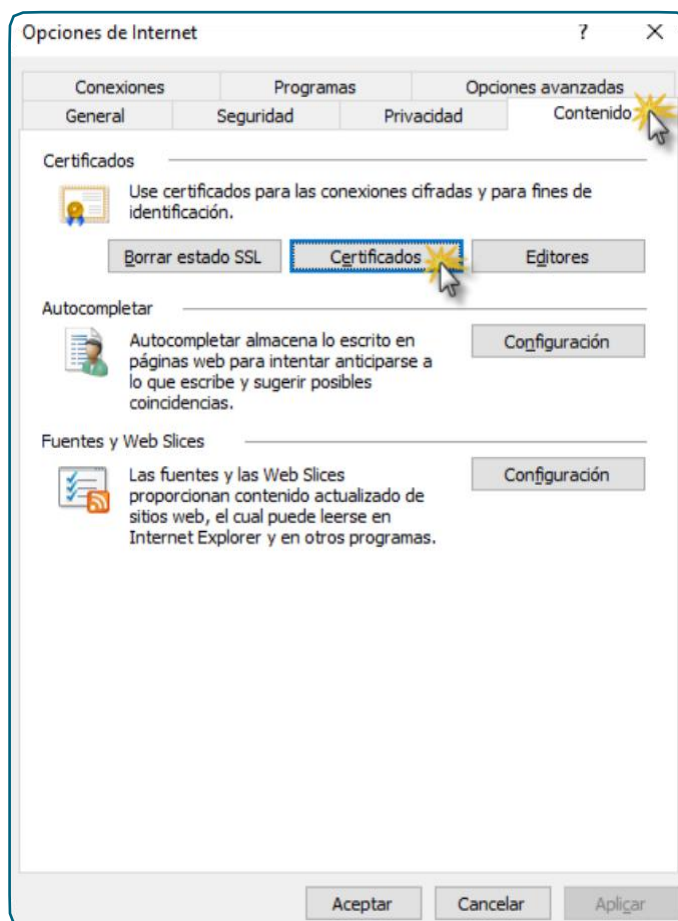 Opciones de Internet
?
Conexiones
Programas
Opciones avanzadas
General
Seguridad
Privacidad
Contenido
Certificados
Use certificados para las conexiones cifradas y para fines de
identificación.
Borrar estado SSL
Certificados
Editores
Autocompletar
Autocompletar almacena lo escrito en
páginas web para intentar anticiparse a
lo que escribe y sugerir posibles
coincidencias.
Configuración
Fuentes y Web Slices
Las fuentes y las Web Slices
proporcionan contenido actualizado de
sitios web, el cual puede leerse en
Internet Explorer y en otros programas.
Configuración
Aceptar
Cancelar
Aplicar